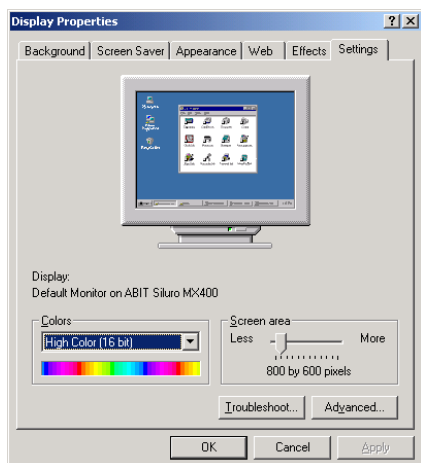 Display Properties
Background Screen Saver Appearance Web Effects Settings
Display:
Default Monitor on ABIT Siluro MX400
Colors
High Color (16 bit)
Screen area
Less More
800 by 600 pixels
Troubleshoot... Advanced...
OK Cancel Apply